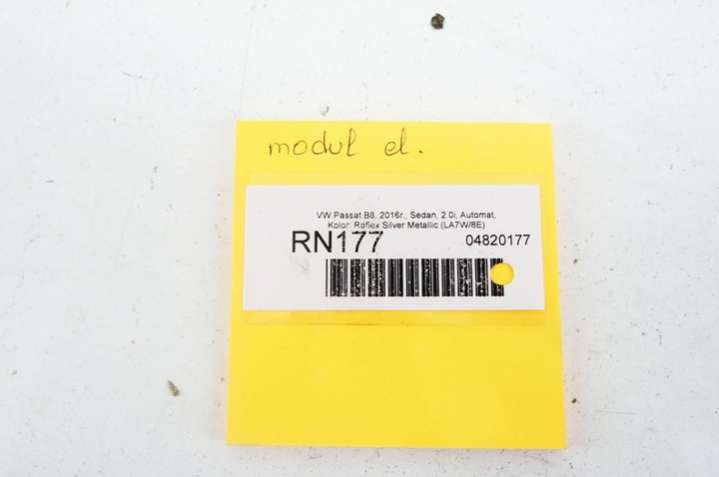 modul el.
VW Passat B8, 2016r., Sedan, 2.0i, Automat,
Kolor: Reflex Silver Metallic (LA7W/8E)
RN177
04820177